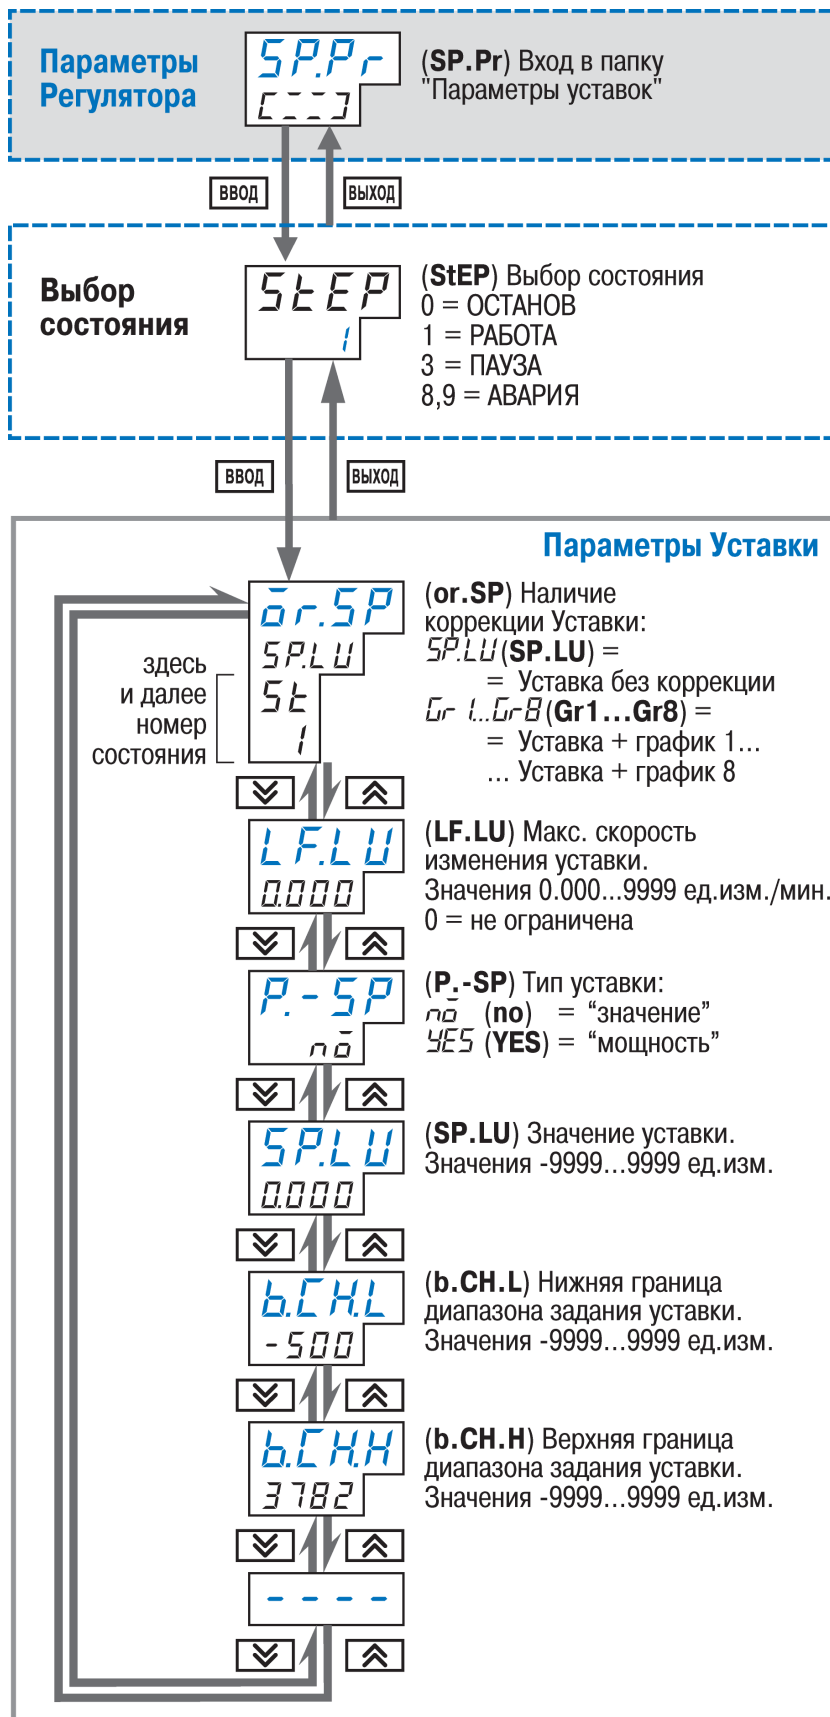 Параметры
Регулятора
SP.Pr
[---]
(SP.Pr) Вход в папку
"Параметры уставок"
ВВОД
ВЫХОД
Выбор
состояния
StEP
1
(StEP) Выбор состояния
0 = ОСТАНОВ
1 = РАБОТА
3 = ПАУЗА
8,9 = АВАРИЯ
ВВОД
ВЫХОД
Параметры Уставки
or.SP
SP.LU
St
1
здесь
и далее
номер
состояния
(or.SP) Наличие
коррекции Уставки:
SP.LU (SP.LU) =
= Уставка без коррекции
Gr 1...Gr8 (Gr1...Gr8) =
= Уставка + график 1...
... Уставка + график 8
LF.LU
0.000
(LF.LU) Макс. скорость
изменения уставки.
Значения 0.000...9999 ед.изм./мин.
0 = не ограничена
P.-SP
no
(P.-SP) Тип уставки:
no (no) = “значение”
YES (YES) = “мощность”
SP.LU
0.000
(SP.LU) Значение уставки.
Значения -9999...9999 ед.изм.
b.CH.L
-500
(b.CH.L) Нижняя граница
диапазона задания уставки.
Значения -9999...9999 ед.изм.
b.CH.H
3782
(b.CH.H) Верхняя граница
диапазона задания уставки.
Значения -9999...9999 ед.изм.
- - - -